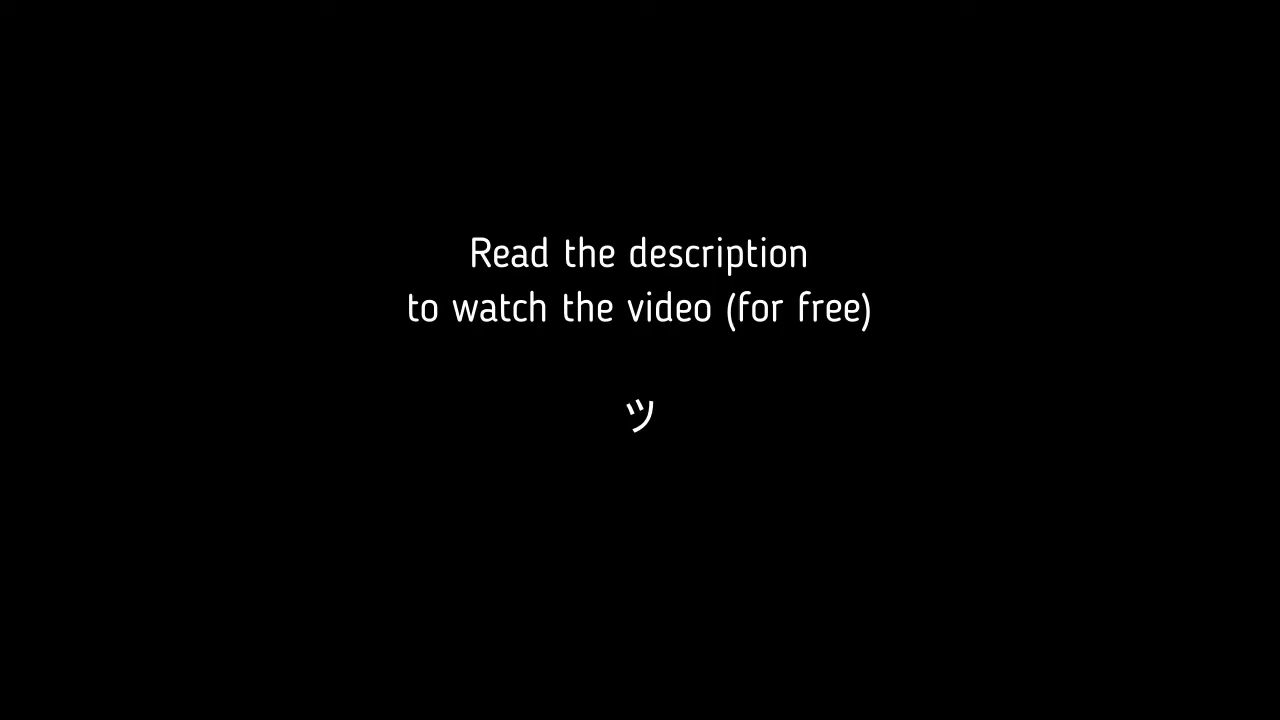 Read the description
to watch the video (for free)
ツ